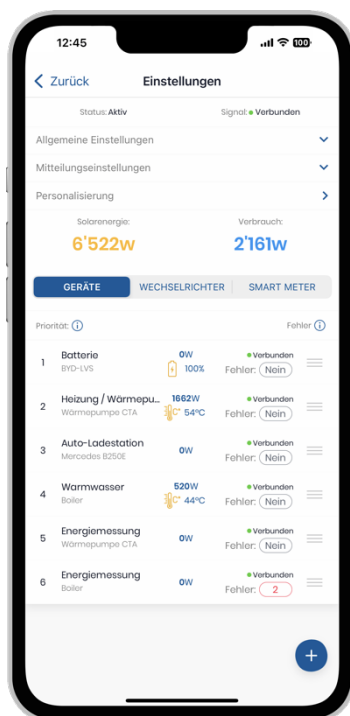 12:45
100
Zurück
Einstellungen
Status: Aktiv
Signal: Verbunden
Allgemeine Einstellungen
Mitteilungseinstellungen
Personalisierung
Solarenergie:
Verbrauch:
6'522w
2'161w
GERÄTE
WECHSELRICHTER
SMART METER
Priorität:
Fehler
1
Batterie
BYD-LVS
0W
100%
Verbunden
Fehler: Nein
2
Heizung / Wärmepu...
Wärmepumpe CTA
1662W
C° 54°C
Verbunden
Fehler: Nein
3
Auto-Ladestation
Mercedes B250E
0W
Verbunden
Fehler: Nein
4
Warmwasser
Boiler
520W
C° 44°C
Verbunden
Fehler: Nein
5
Energiemessung
Wärmepumpe CTA
0W
Verbunden
Fehler: Nein
6
Energiemessung
Boiler
0W
Verbunden
Fehler: 2
+